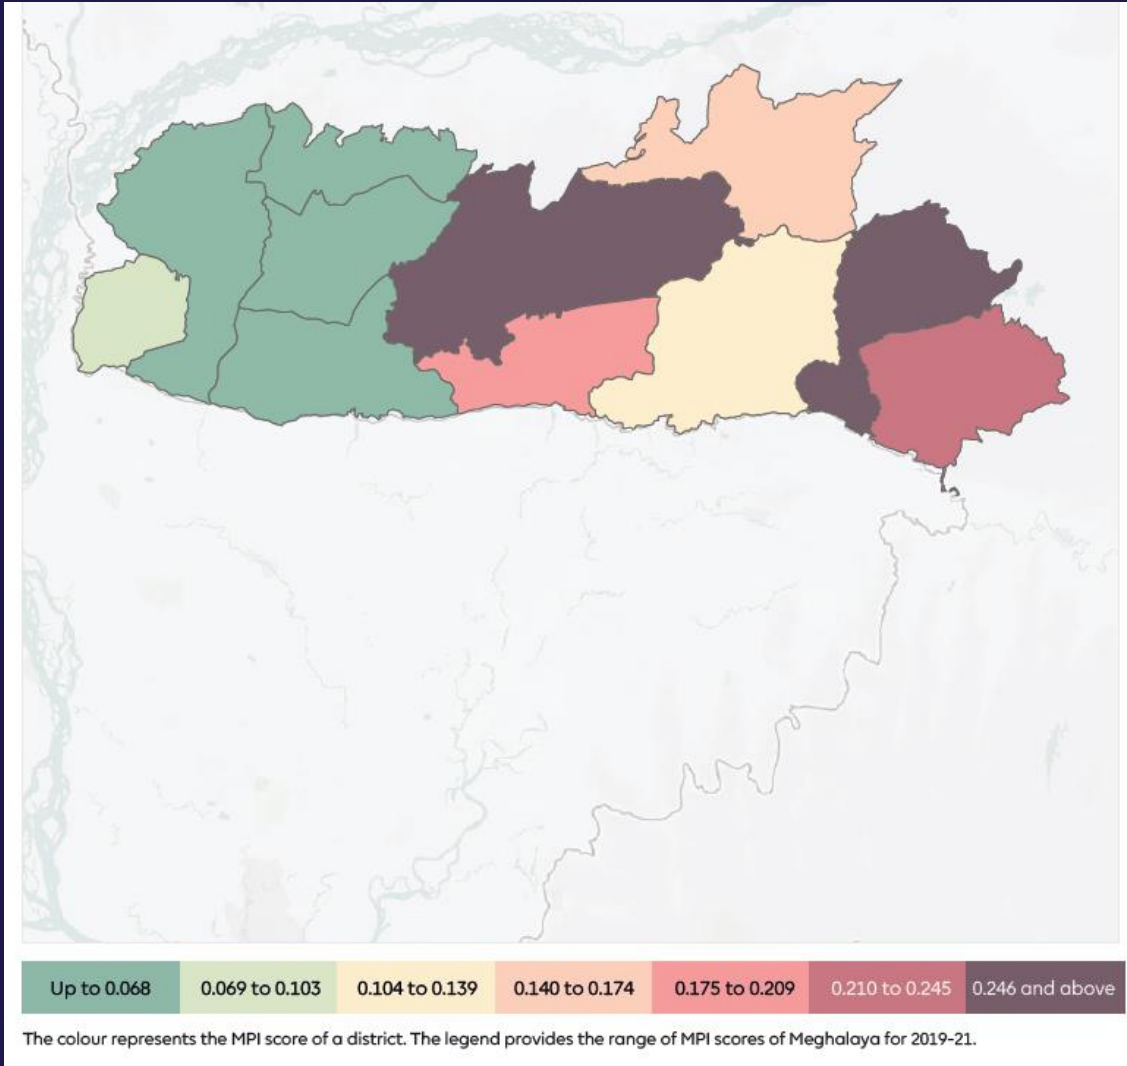 Up to 0.068 0.069 to 0.103 0.104 to 0.139 0.140 to 0.174 0.175 to 0.209 0.210 to 0.245 0.246 and above
The colour represents the MPI score of a district. The legend provides the range of MPI scores of Meghalaya for 2019-21.